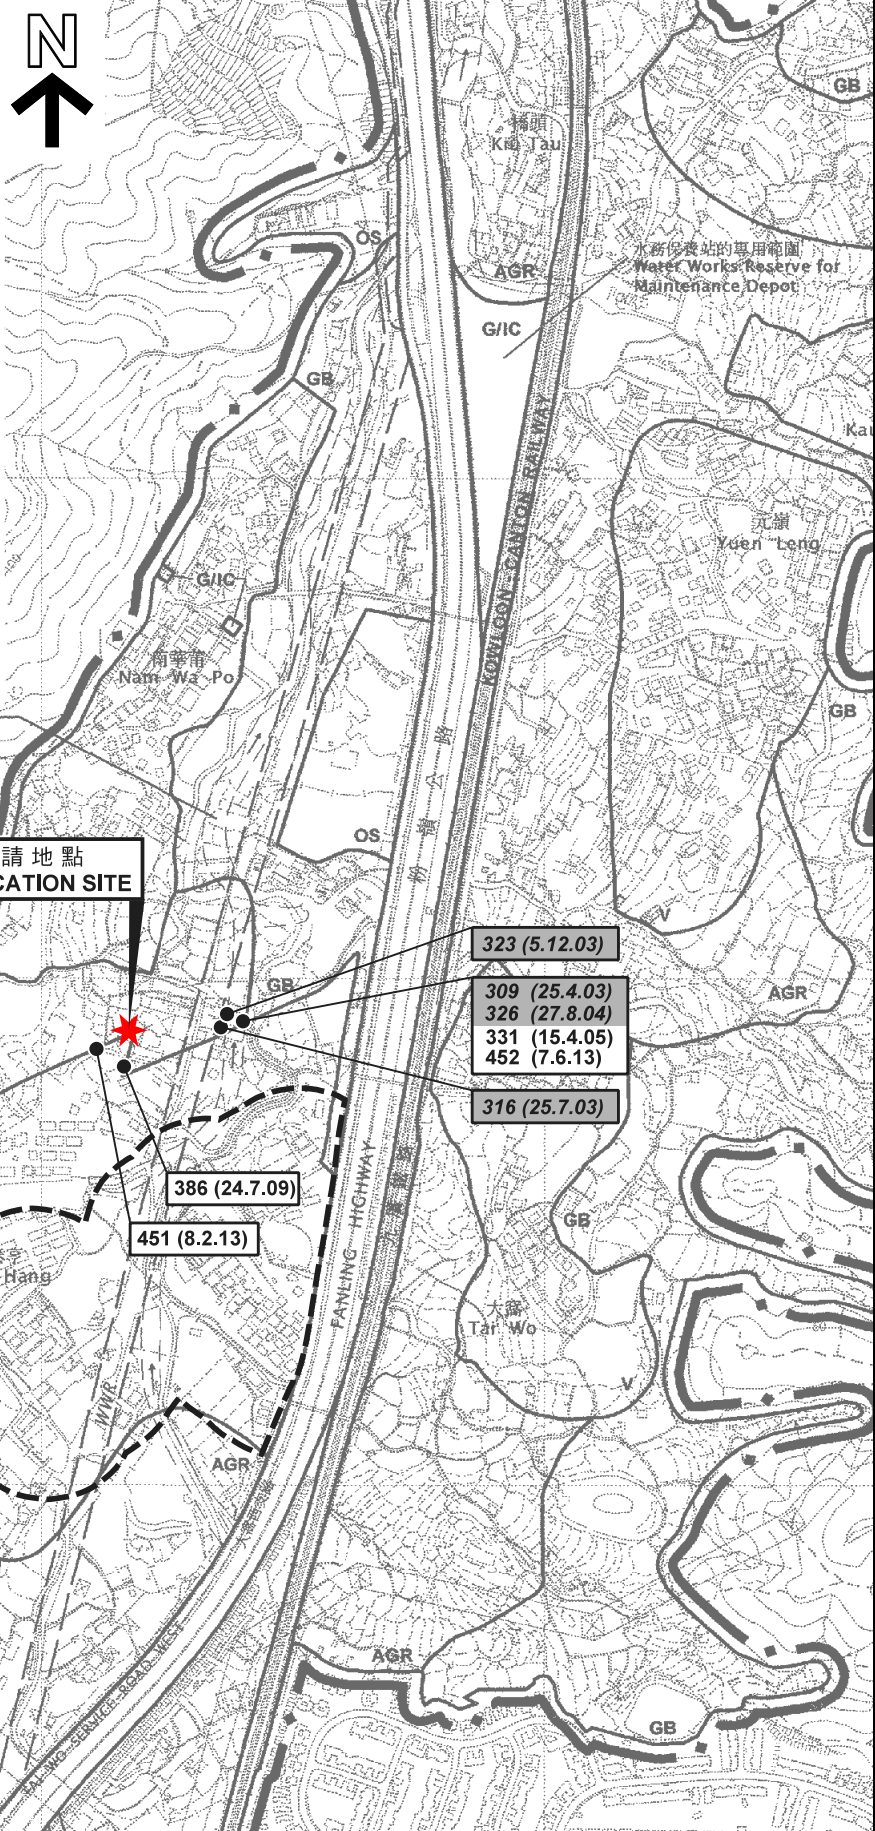 N
GB
橋頭
Kiu Tau
OS
AGR
水務保養站的專用範圍
Water Works Reserve for
Maintenance Depot
G/IC
GB
KOWLOON - CANTON RAILWAY
Kau
元嶺
Yuen Leng
G/IC
南華莆
Nam Wa Po
GB
粉嶺公路
OS
請地點
CATION SITE
V
323 (5.12.03)
GB
309 (25.4.03)
326 (27.8.04)
331 (15.4.05)
452 (7.6.13)
AGR
316 (25.7.03)
386 (24.7.09)
451 (8.2.13)
FANLING HIGHWAY
GB
Hang
大窩
Tai Wo
WWR
V
AGR
TAI WO SERVICE ROAD WEST
AGR
GB